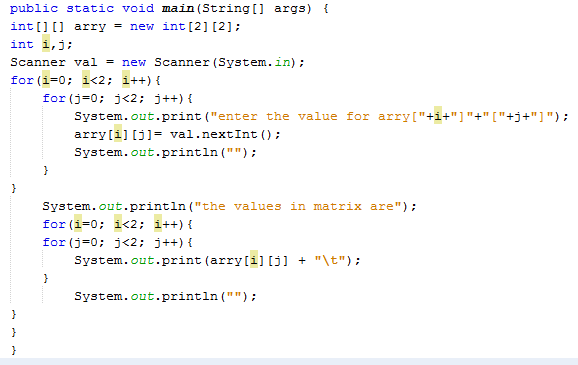 public static void main(String[] args) {
int[][] arry = new int[2][2];
int i,j;
Scanner val = new Scanner(System.in);
for(i=0; i<2; i++){
for(j=0; j<2; j++){
System.out.print("enter the value for arry["+i+"]"+"["+j+"]");
arry[i][j]= val.nextInt();
System.out.println("");
}
}
System.out.println("the values in matrix are");
for(i=0; i<2; i++){
for(j=0; j<2; j++){
System.out.print(arry[i][j] + "\t");
}
System.out.println("");
}
}
}